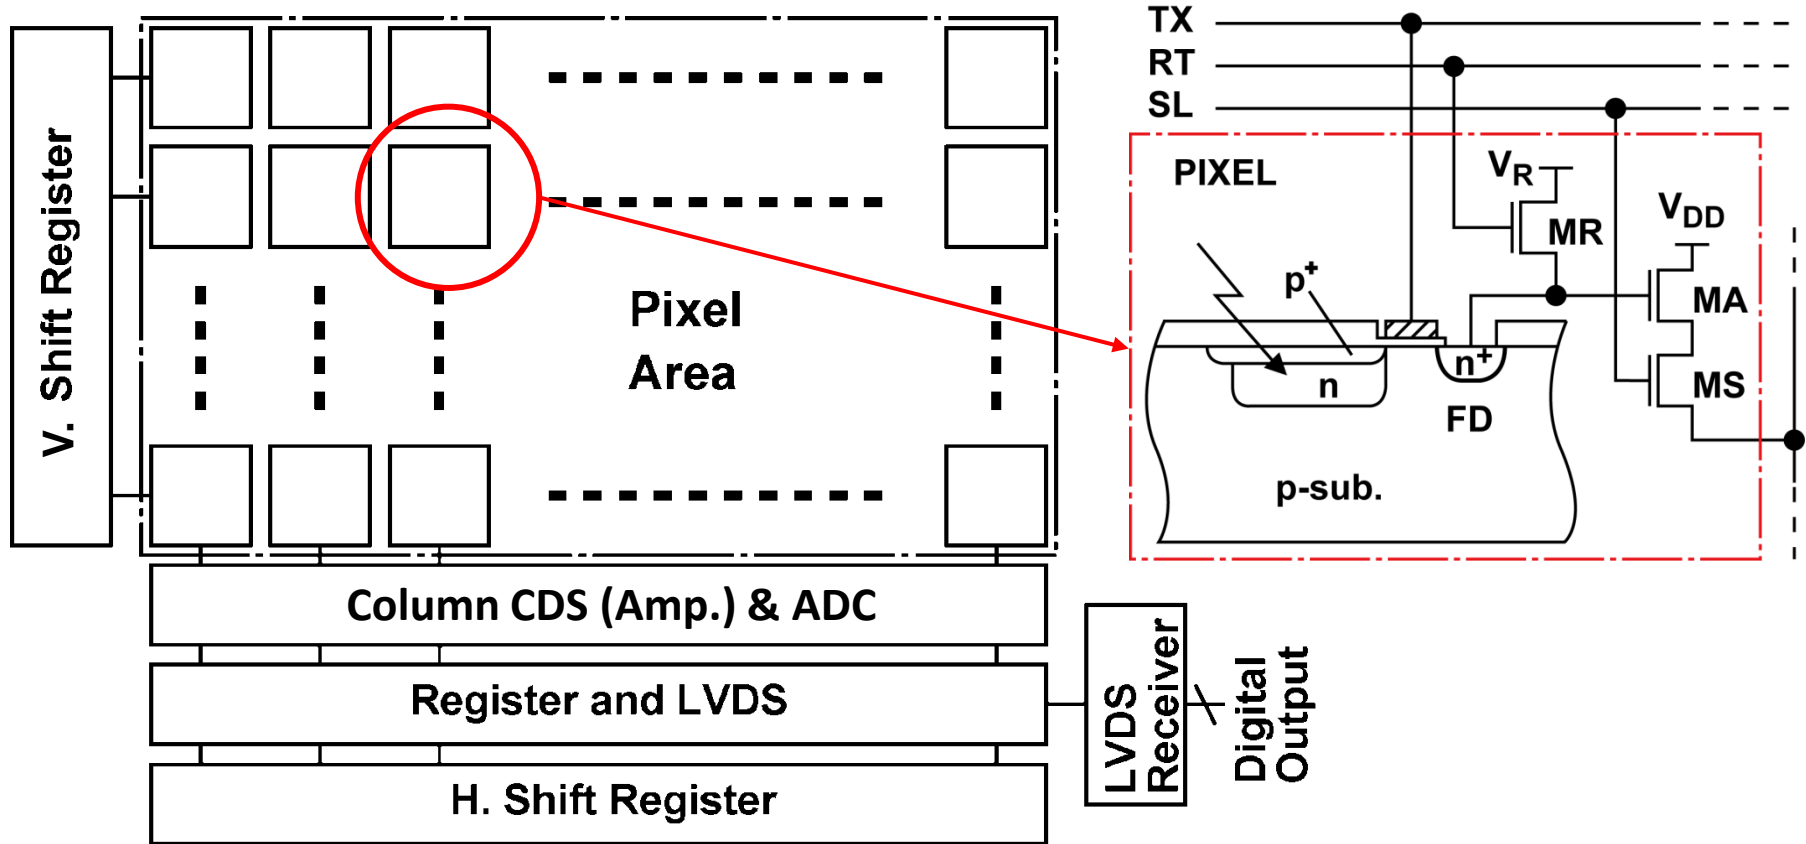 V. Shift Register
Pixel
Area
Column CDS (Amp.) & ADC
Register and LVDS
H. Shift Register
LVDS
Receiver
Digital
Output
TX
RT
SL
PIXEL
VR
MR
VDD
MA
MS
p+
n
n+
FD
p-sub.